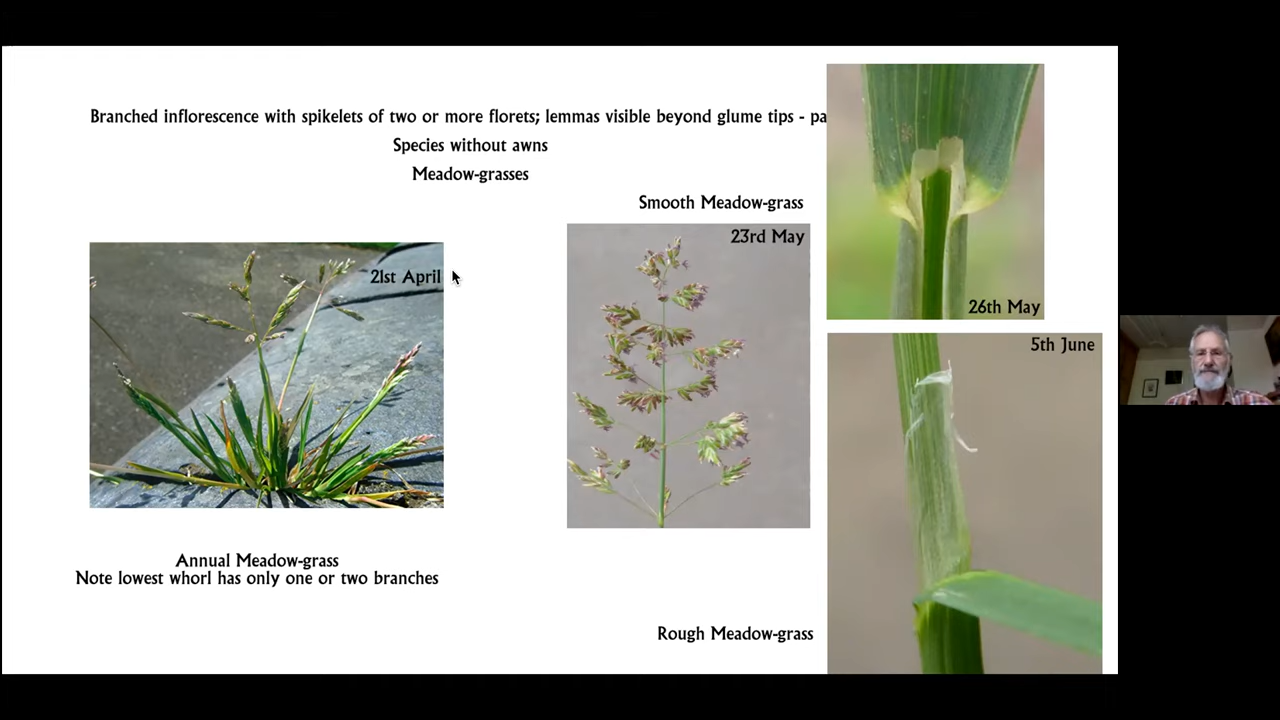 Branched inflorescence with spikelets of two or more florets; lemmas visible beyond glume tips - pa
Species without awns
Meadow-grasses
Smooth Meadow-grass
23rd May
21st April
26th May
5th June
Annual Meadow-grass
Note lowest whorl has only one or two branches
Rough Meadow-grass